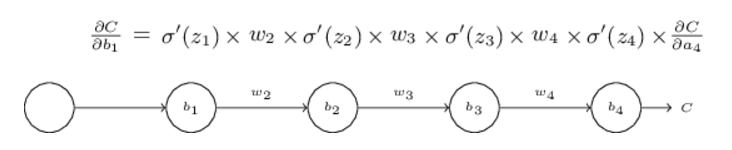 ∂C/∂b₁ = σ′(z₁) × w₂ × σ′(z₂) × w₃ × σ′(z₃) × w₄ × σ′(z₄) × ∂C/∂a₄
w₂ w₃ w₄
b₁ b₂ b₃ b₄ C